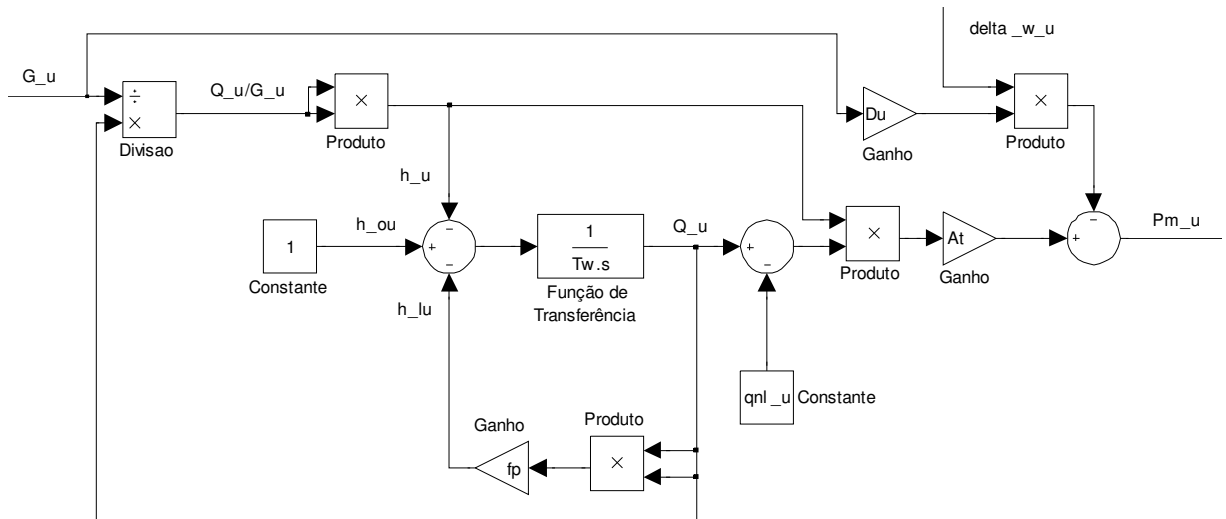 delta _w_u
G_u
Q_u/G_u
÷
×
×
×
Divisao
Produto
Du
Ganho
Produto
h_u
h_ou
1
Constante
1
Tw.s
Função de
Transferência
Q_u
×
Produto
At
Ganho
Pm_u
h_lu
qnl _u
Constante
Ganho
Produto
fp
×